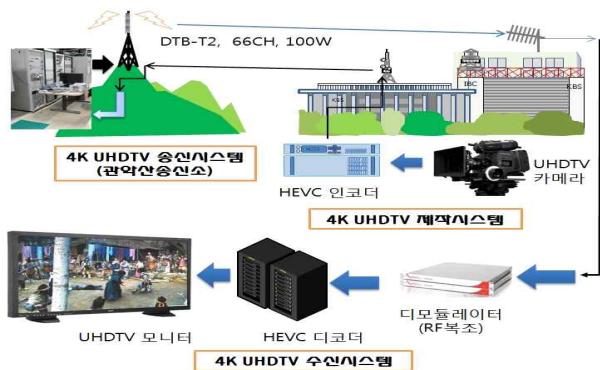 DTB-T2, 66CH, 100W
IBC
KBS
KBS
4K UHDTV 송신시스템
(관악산송신소)
HEVC 인코더
UHDTV
카메라
4K UHDTV 제작시스템
UHDTV 모니터
HEVC 디코더
디모듈레이터
(RF복조)
4K UHDTV 수신시스템